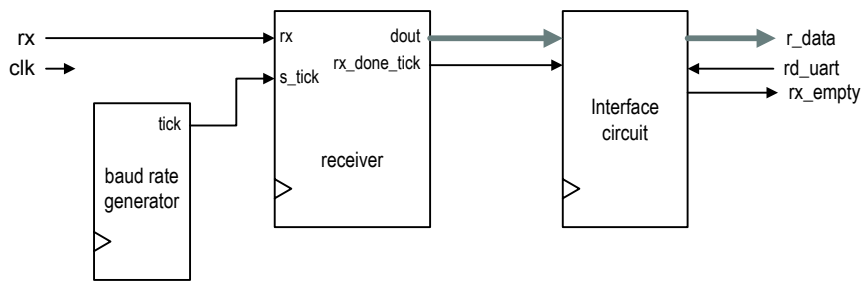 rx
clk
rx
s_tick
dout
rx_done_tick
receiver
tick
baud rate
generator
Interface
circuit
r_data
rd_uart
rx_empty